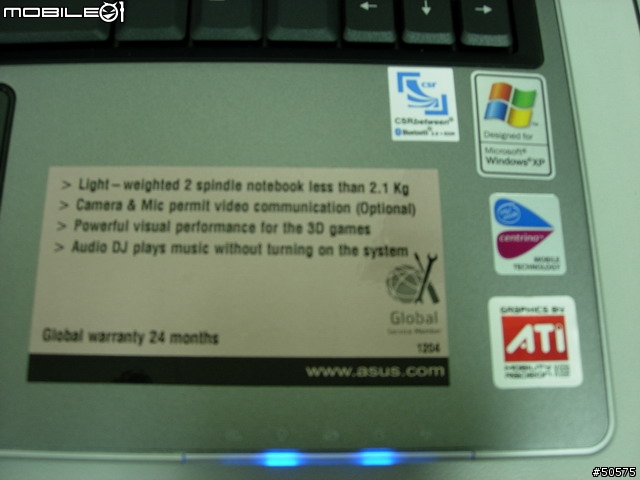 MOBILE01
CSR
CSRbetween®
Bluetooth
Designed for
Microsoft®
Windows®XP
> Light-weighted 2 spindle notebook less than 2.1 Kg
> Camera & Mic permit video communication (Optional)
> Powerful visual performance for the 3D games
> Audio DJ plays music without turning on the system
centrino
MOBILE
TECHNOLOGY
Global
Service Member
GRAPHICS BY
ATI
MOBILITY
RADEON
Global warranty 24 months
1204
www.asus.com
#50575